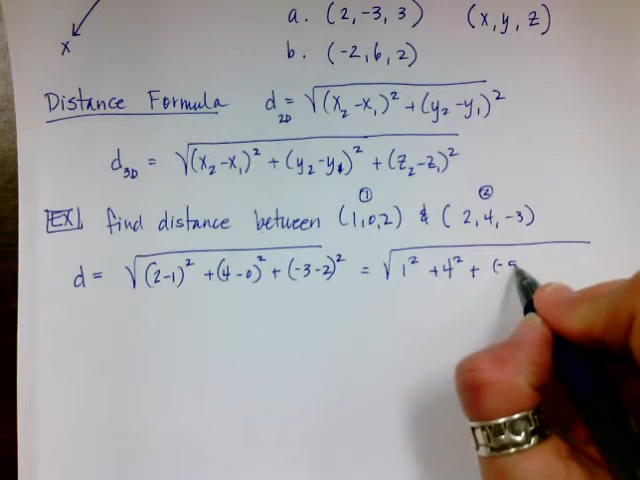 a. (2, -3, 3) (x, y, z)
x
b. (-2, 6, 2)
Distance Formula d₂D = √(x₂ - x₁)² + (y₂ - y₁)²
d₃D = √(x₂ - x₁)² + (y₂ - y₁)² + (z₂ - z₁)²
① ②
EX find distance between (1, 0, 2) & (2, 4, -3)
d = √(2-1)² + (4-0)² + (-3-2)² = √1² + 4² + (-5